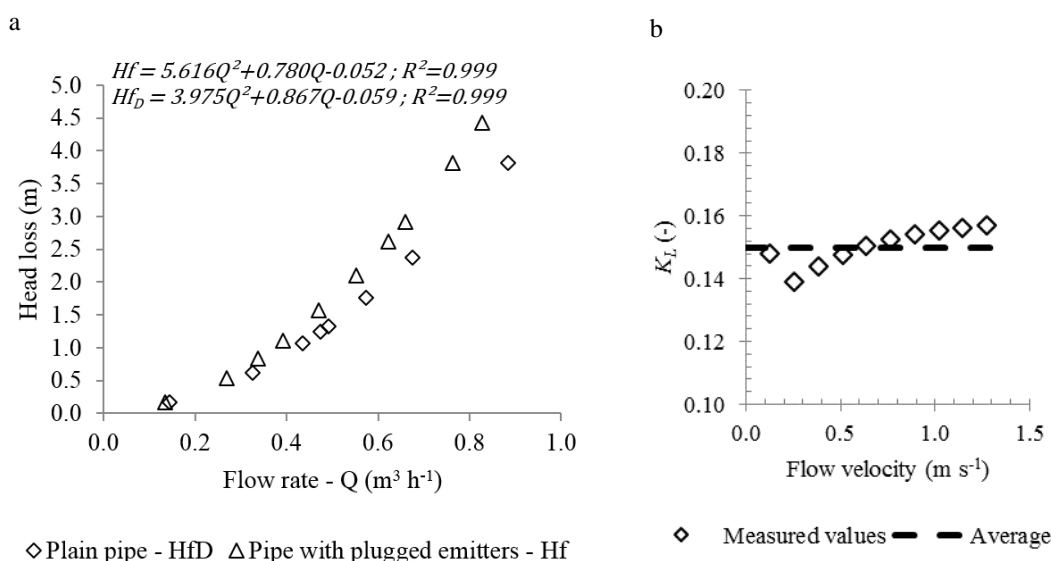 a
Hf = 5.616Q²+0.780Q-0.052 ; R²=0.999
Hf_D = 3.975Q²+0.867Q-0.059 ; R²=0.999
5.0
4.5
4.0
3.5
3.0
2.5
2.0
1.5
1.0
0.5
0.0
Head loss (m)
0.0 0.2 0.4 0.6 0.8 1.0
Flow rate - Q (m³ h⁻¹)
Plain pipe - HfD Pipe with plugged emitters - Hf
b
0.20
0.18
0.16
0.14
0.12
0.10
K_L (-)
0.0 0.5 1.0 1.5
Flow velocity (m s⁻¹)
Measured values Average